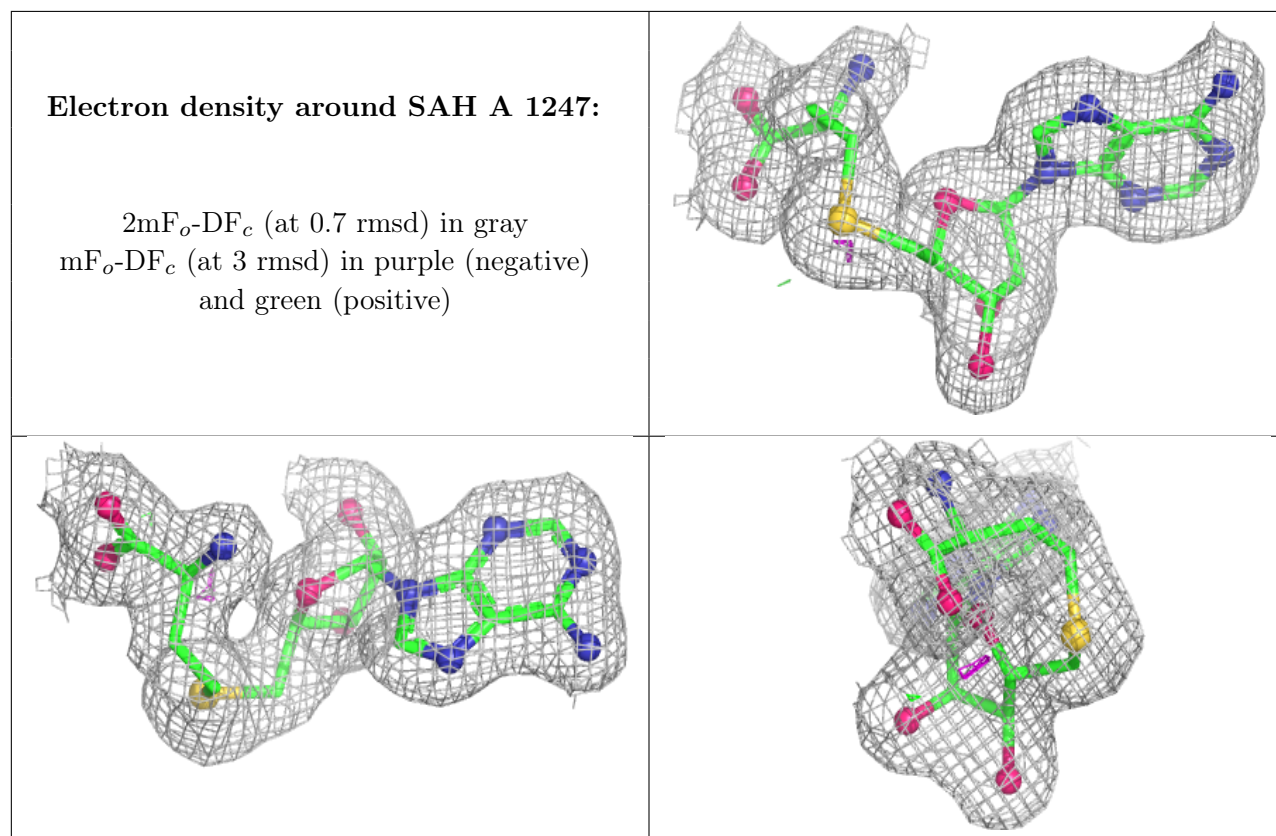 Electron density around SAH A 1247:
2mFo-DFc (at 0.7 rmsd) in gray
mFo-DFc (at 3 rmsd) in purple (negative)
and green (positive)